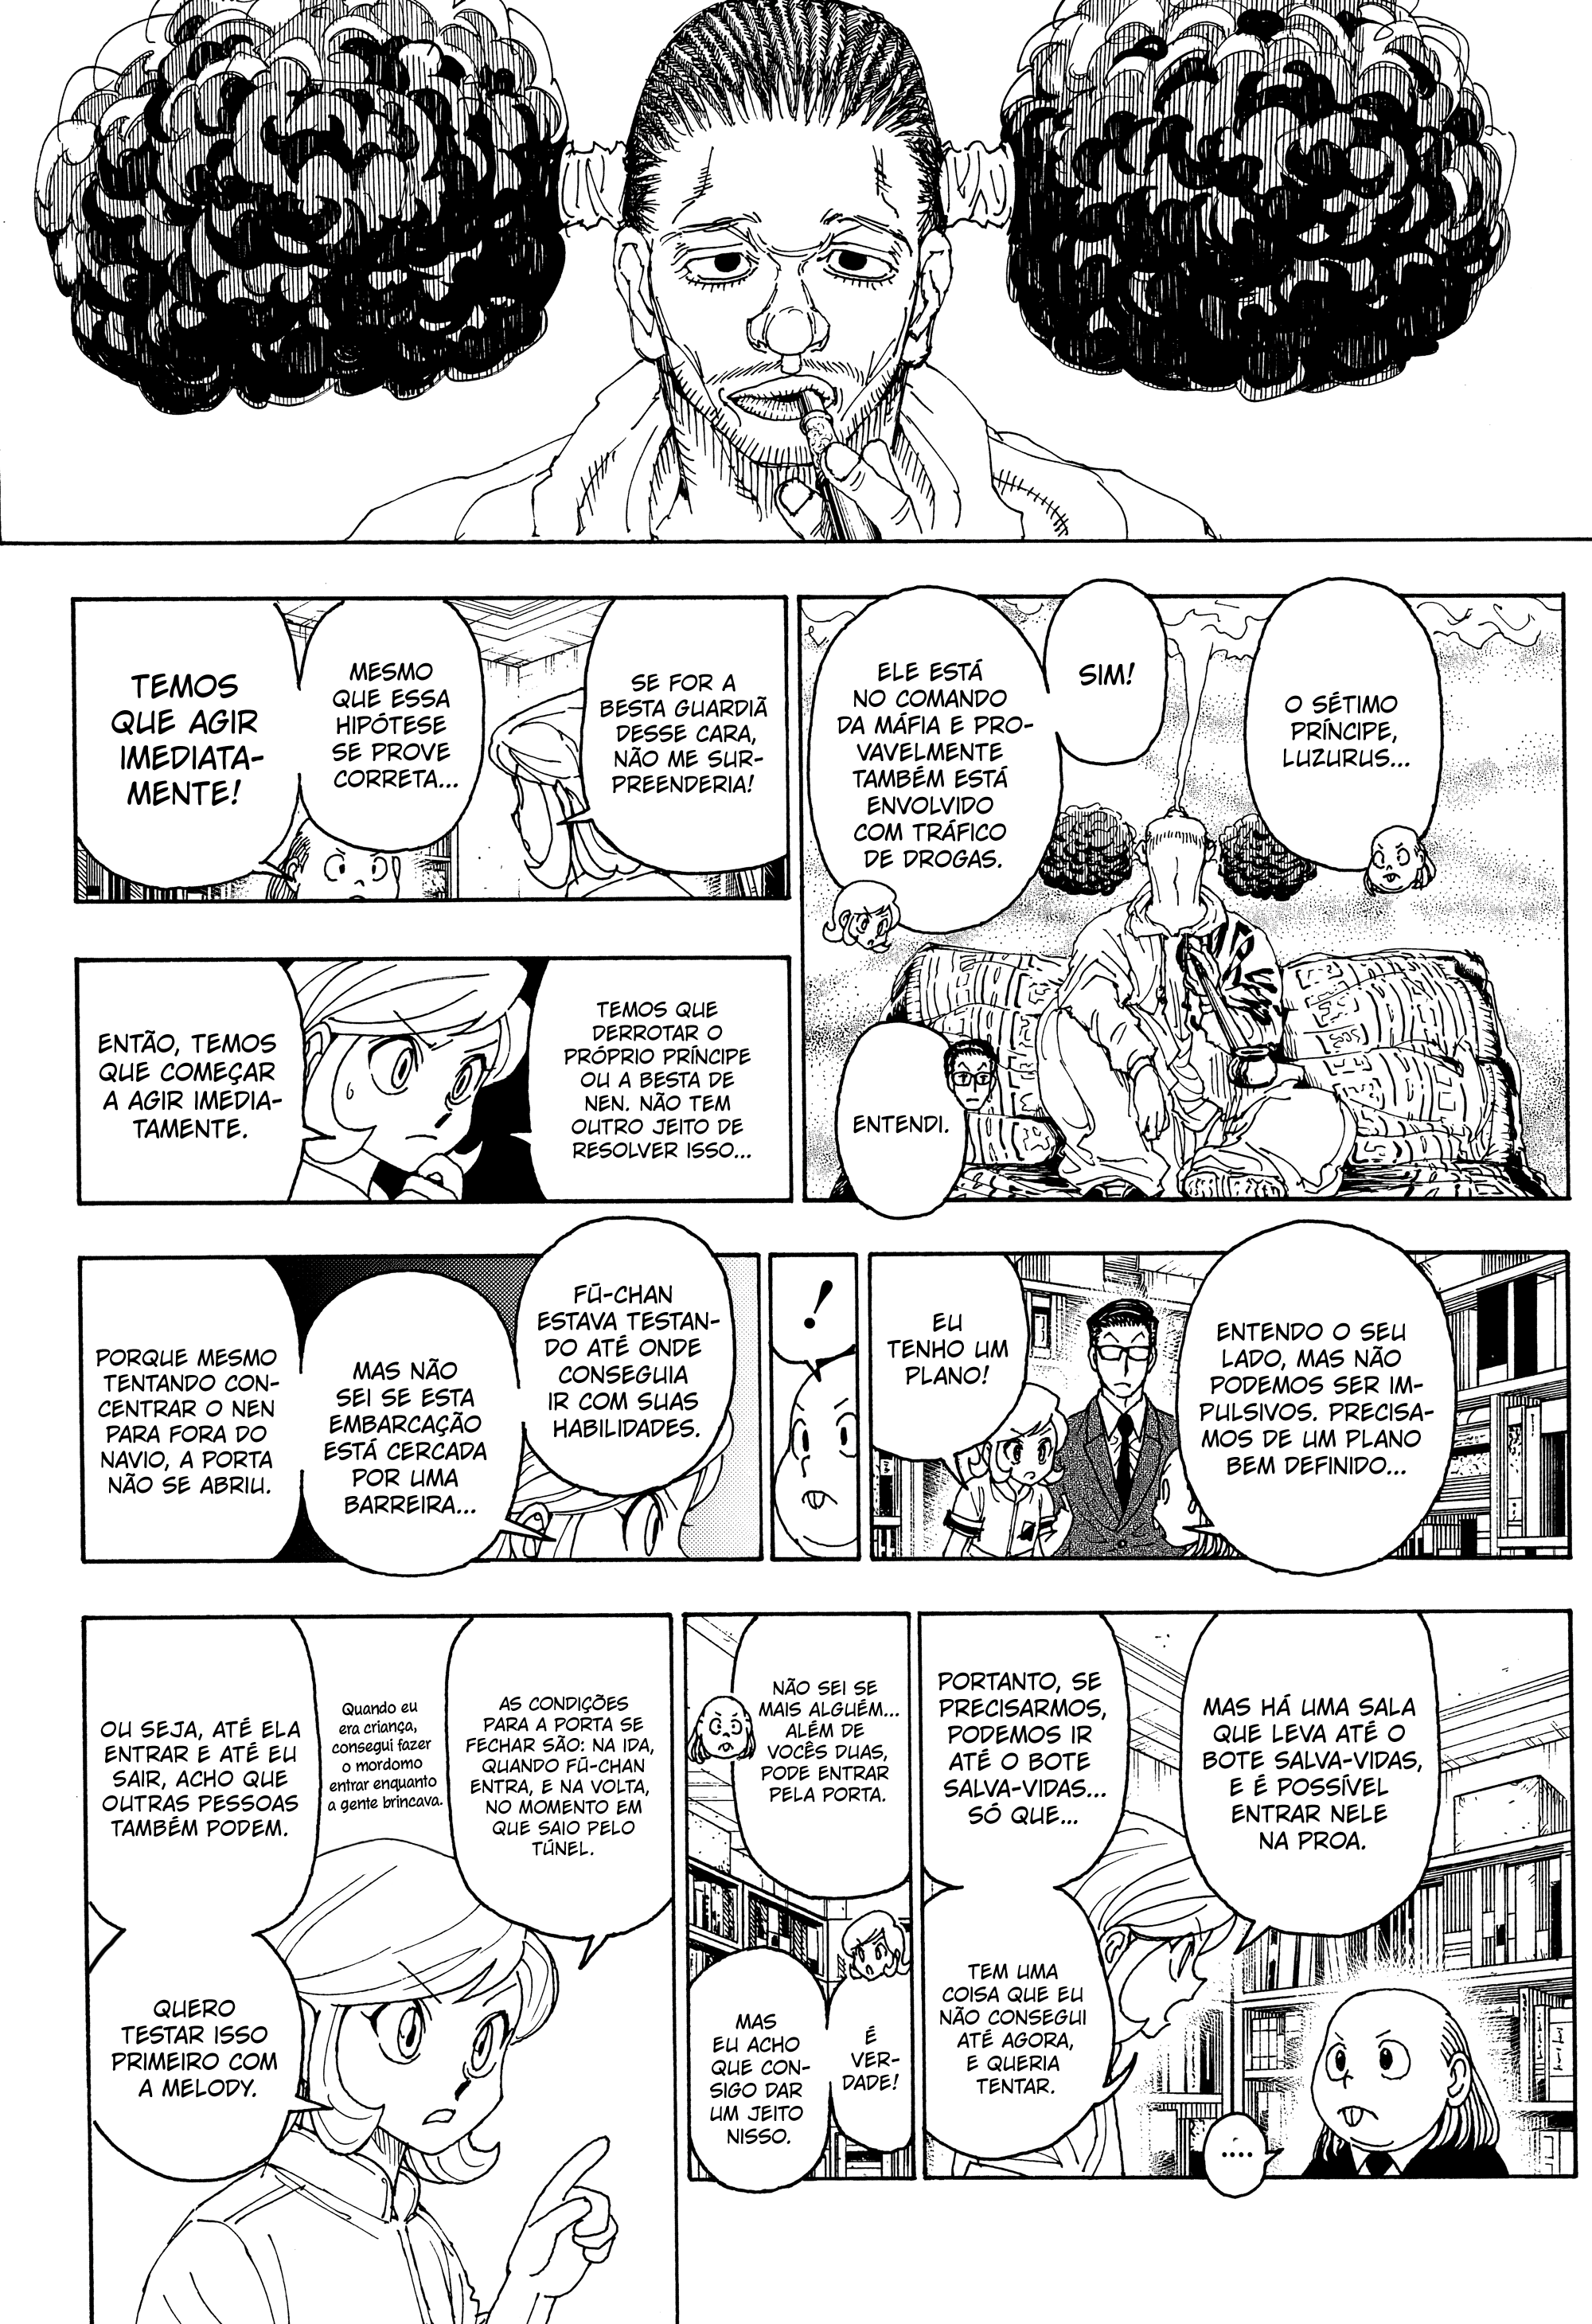 O SÉTIMO
PRÍNCIPE,
LUZURUS...
SIM!
ELE ESTÁ
NO COMANDO
DA MÁFIA E PRO-
VAVELMENTE
TAMBÉM ESTÁ
ENVOLVIDO
COM TRÁFICO
DE DROGAS.
ENTENDI.
SE FOR A
BESTA GUARDIÃ
DESSE CARA,
NÃO ME SUR-
PREENDERIA!
MESMO
QUE ESSA
HIPÓTESE
SE PROVE
CORRETA...
TEMOS
QUE AGIR
IMEDIATA-
MENTE!
TEMOS QUE
DERROTAR O
PRÓPRIO PRÍNCIPE
OU A BESTA DE
NEN. NÃO TEM
OUTRO JEITO DE
RESOLVER ISSO...
ENTÃO, TEMOS
QUE COMEÇAR
A AGIR IMEDIA-
TAMENTE.
ENTENDO O SEU
LADO, MAS NÃO
PODEMOS SER IM-
PULSIVOS. PRECISA-
MOS DE UM PLANO
BEM DEFINIDO...
EU
TENHO UM
PLANO!
!
FŪ-CHAN
ESTAVA TESTAN-
DO ATÉ ONDE
CONSEGUIA
IR COM SUAS
HABILIDADES.
MAS NÃO
SEI SE ESTA
EMBARCAÇÃO
ESTÁ CERCADA
POR UMA
BARREIRA...
PORQUE MESMO
TENTANDO CON-
CENTRAR O NEN
PARA FORA DO
NAVIO, A PORTA
NÃO SE ABRIU.
MAS HÁ UMA SALA
QUE LEVA ATÉ O
BOTE SALVA-VIDAS,
E É POSSÍVEL
ENTRAR NELE
NA PROA.
PORTANTO, SE
PRECISARMOS,
PODEMOS IR
ATÉ O BOTE
SALVA-VIDAS...
SÓ QUE...
TEM UMA
COISA QUE EU
NÃO CONSEGUI
ATÉ AGORA,
E QUERIA
TENTAR.
.....
NÃO SEI SE
MAIS ALGUÉM...
ALÉM DE
VOCÊS DUAS,
PODE ENTRAR
PELA PORTA.
É
VER-
DADE!
MAS
EU ACHO
QUE CON-
SIGO DAR
UM JEITO
NISSO.
AS CONDIÇÕES
PARA A PORTA SE
FECHAR SÃO: NA IDA,
QUANDO FŪ-CHAN
ENTRA, E NA VOLTA,
NO MOMENTO EM
QUE SAIO PELO
TÚNEL.
Quando eu
era criança,
consegui fazer
o mordomo
entrar enquanto
a gente brincava.
OU SEJA, ATÉ ELA
ENTRAR E ATÉ EU
SAIR, ACHO QUE
OUTRAS PESSOAS
TAMBÉM PODEM.
QUERO
TESTAR ISSO
PRIMEIRO COM
A MELODY.